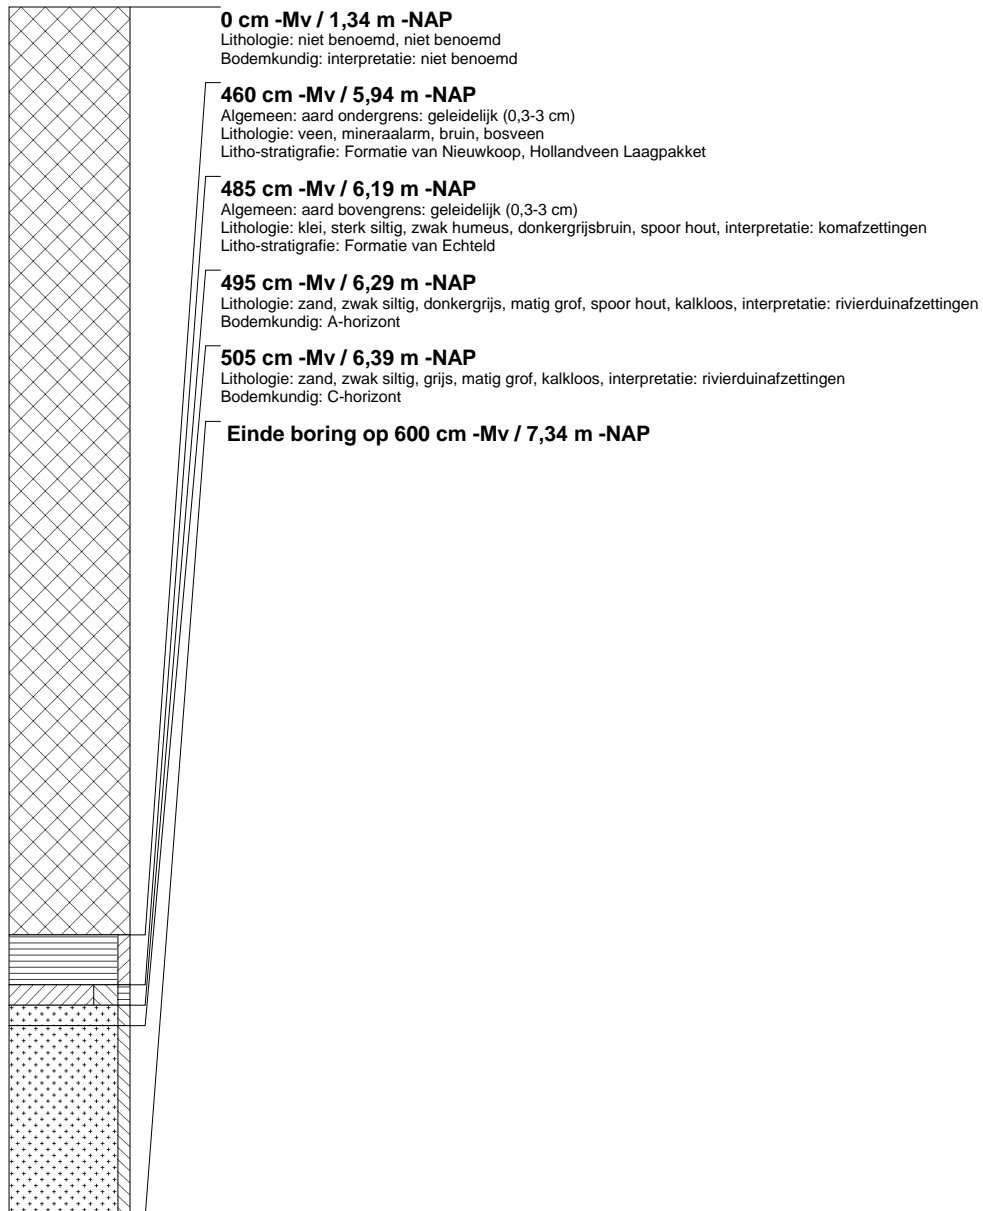 0 cm -Mv / 1,34 m -NAP
Lithologie: niet benoemd, niet benoemd
Bodemkundig: interpretatie: niet benoemd
460 cm -Mv / 5,94 m -NAP
Algemeen: aard ondergrens: geleidelijk (0,3-3 cm)
Lithologie: veen, mineraalarm, bruin, bosveen
Litho-stratigrafie: Formatie van Nieuwkoop, Hollandveen Laagpakket
485 cm -Mv / 6,19 m -NAP
Algemeen: aard bovengrens: geleidelijk (0,3-3 cm)
Lithologie: klei, sterk siltig, zwak humeus, donkergrijsbruin, spoor hout, interpretatie: komafzettingen
Litho-stratigrafie: Formatie van Echteld
495 cm -Mv / 6,29 m -NAP
Lithologie: zand, zwak siltig, donkergrijs, matig grof, spoor hout, kalkloos, interpretatie: rivierduinafzettingen
Bodemkundig: A-horizont
505 cm -Mv / 6,39 m -NAP
Lithologie: zand, zwak siltig, grijs, matig grof, kalkloos, interpretatie: rivierduinafzettingen
Bodemkundig: C-horizont
Einde boring op 600 cm -Mv / 7,34 m -NAP